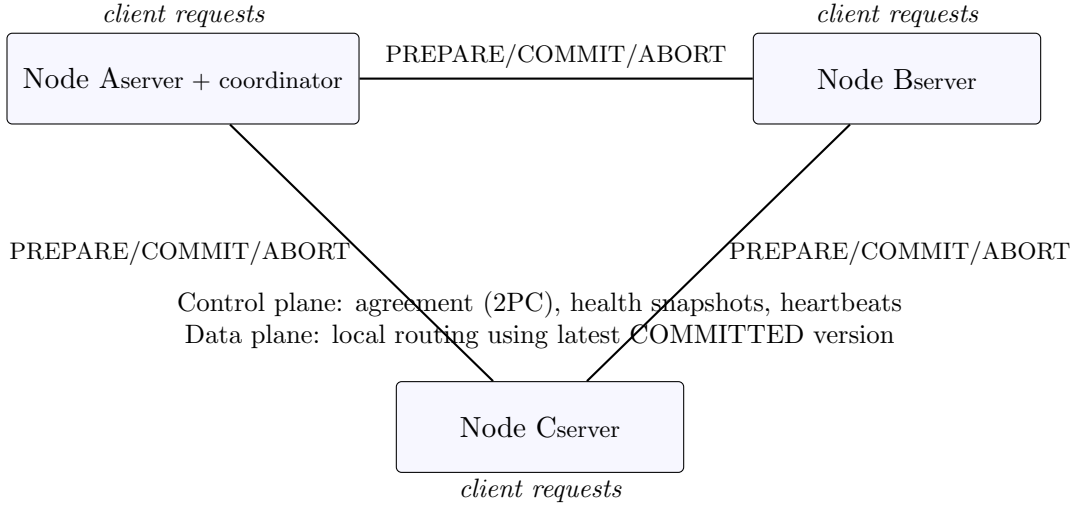 client requests
client requests
Node Aserver + coordinator
PREPARE/COMMIT/ABORT
Node Bserver
PREPARE/COMMIT/ABORT
PREPARE/COMMIT/ABORT
Control plane: agreement (2PC), health snapshots, heartbeats
Data plane: local routing using latest COMMITTED version
Node Cserver
client requests